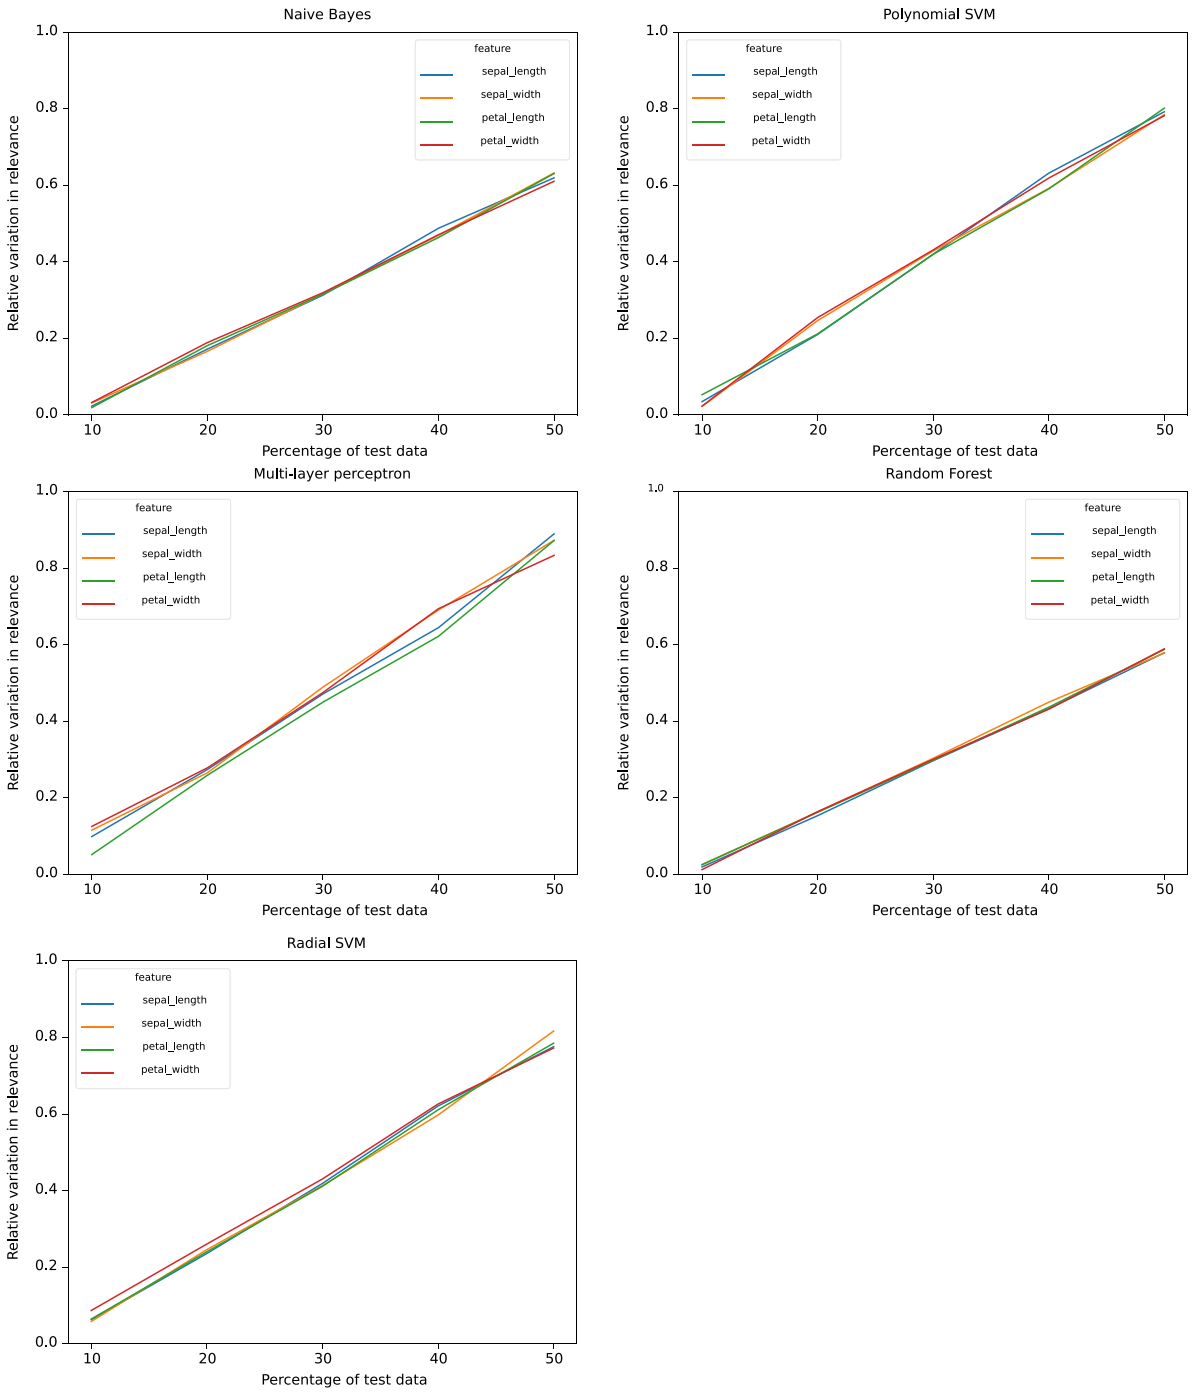 Naive Bayes
1.0
0.8
0.6
0.4
0.2
0.0
Relative variation in relevance
feature
sepal_length
sepal_width
petal_length
petal_width
10 20 30 40 50
Percentage of test data
Polynomial SVM
1.0
0.8
0.6
0.4
0.2
0.0
Relative variation in relevance
feature
sepal_length
sepal_width
petal_length
petal_width
10 20 30 40 50
Percentage of test data
Multi-layer perceptron
1.0
0.8
0.6
0.4
0.2
0.0
Relative variation in relevance
feature
sepal_length
sepal_width
petal_length
petal_width
10 20 30 40 50
Percentage of test data
Random Forest
1.0
0.8
0.6
0.4
0.2
0.0
Relative variation in relevance
feature
sepal_length
sepal_width
petal_length
petal_width
10 20 30 40 50
Percentage of test data
Radial SVM
1.0
0.8
0.6
0.4
0.2
0.0
Relative variation in relevance
feature
sepal_length
sepal_width
petal_length
petal_width
10 20 30 40 50
Percentage of test data